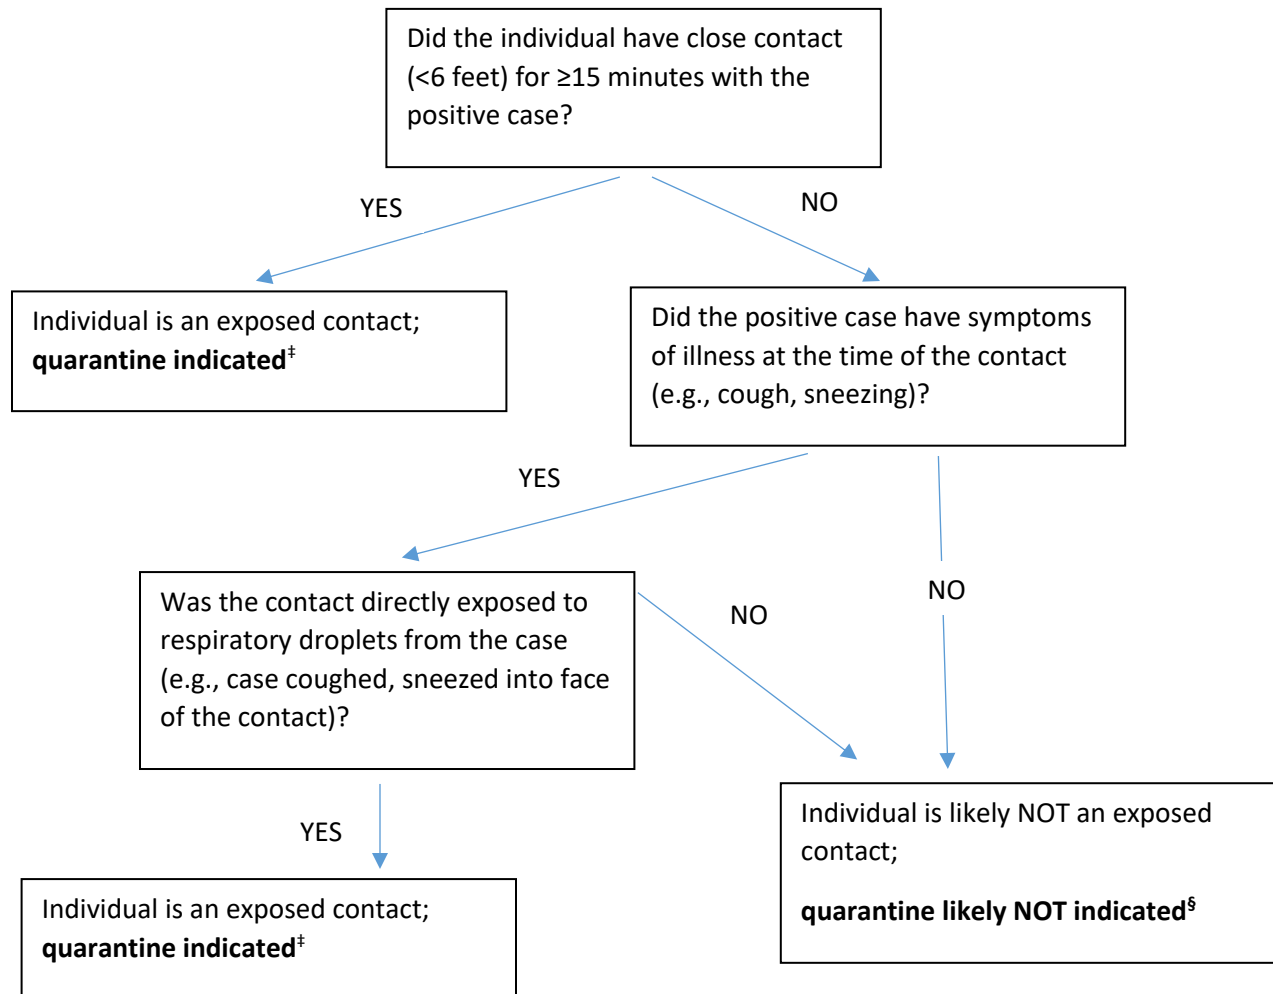 Did the individual have close contact
(<6 feet) for ≥15 minutes with the
positive case?
YES
NO
Individual is an exposed contact;
quarantine indicated‡
Did the positive case have symptoms
of illness at the time of the contact
(e.g., cough, sneezing)?
YES
NO
Was the contact directly exposed to
respiratory droplets from the case
(e.g., case coughed, sneezed into face
of the contact)?
NO
YES
Individual is an exposed contact;
quarantine indicated‡
Individual is likely NOT an exposed
contact;
quarantine likely NOT indicated§